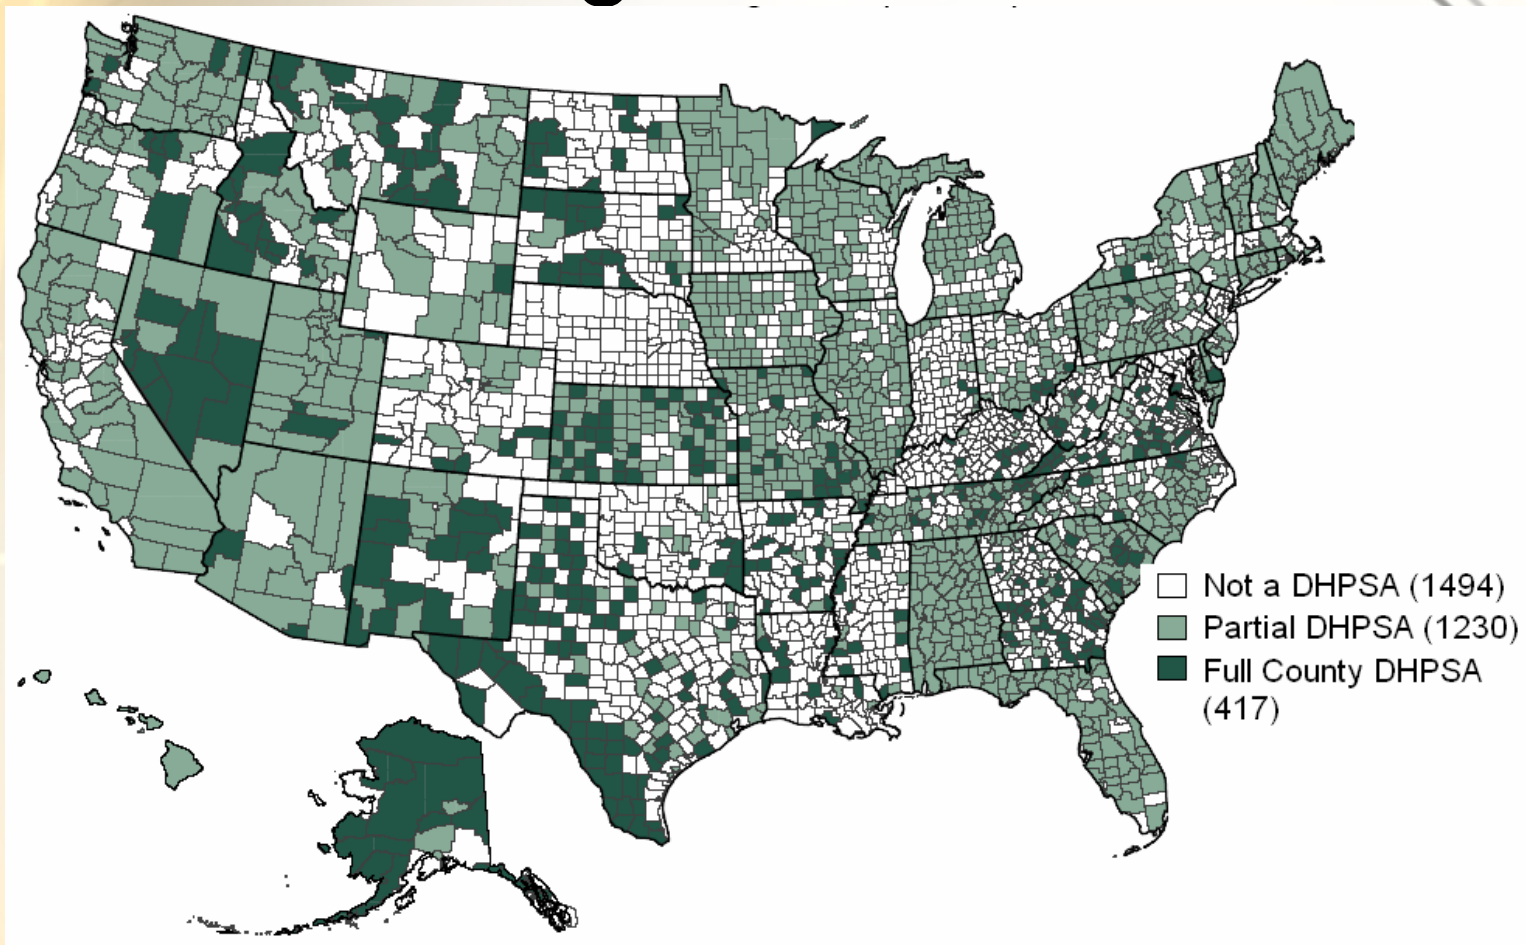 Not a DHPSA (1494)
Partial DHPSA (1230)
Full County DHPSA
(417)